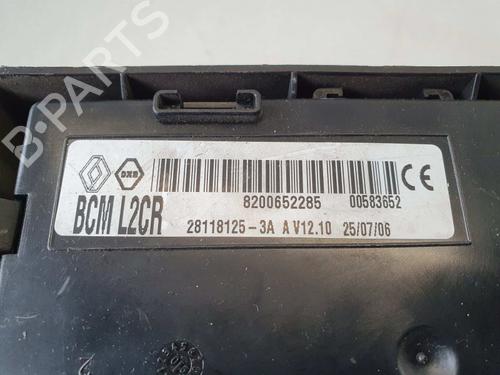 B-PARTS
8200652285 00583652
BCM L2CR
28118125-3A A V12.10 25/07/06
CE